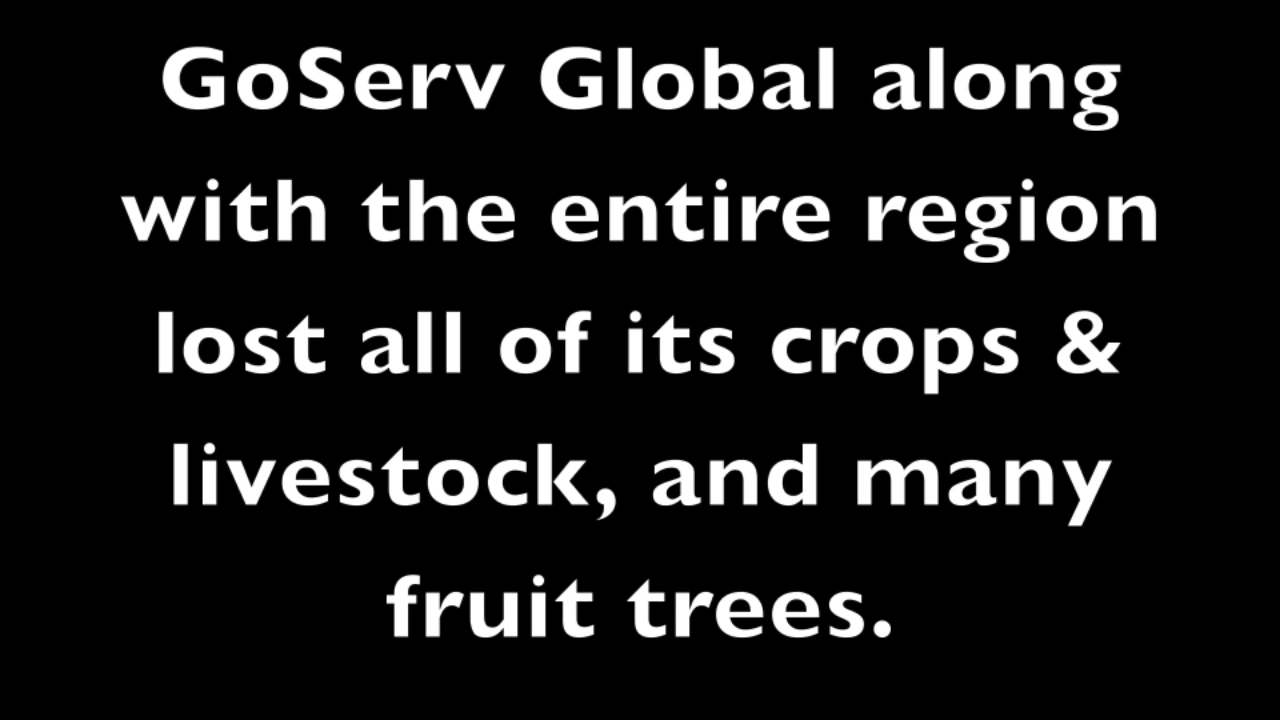 GoServ Global along
with the entire region
lost all of its crops &
livestock, and many
fruit trees.